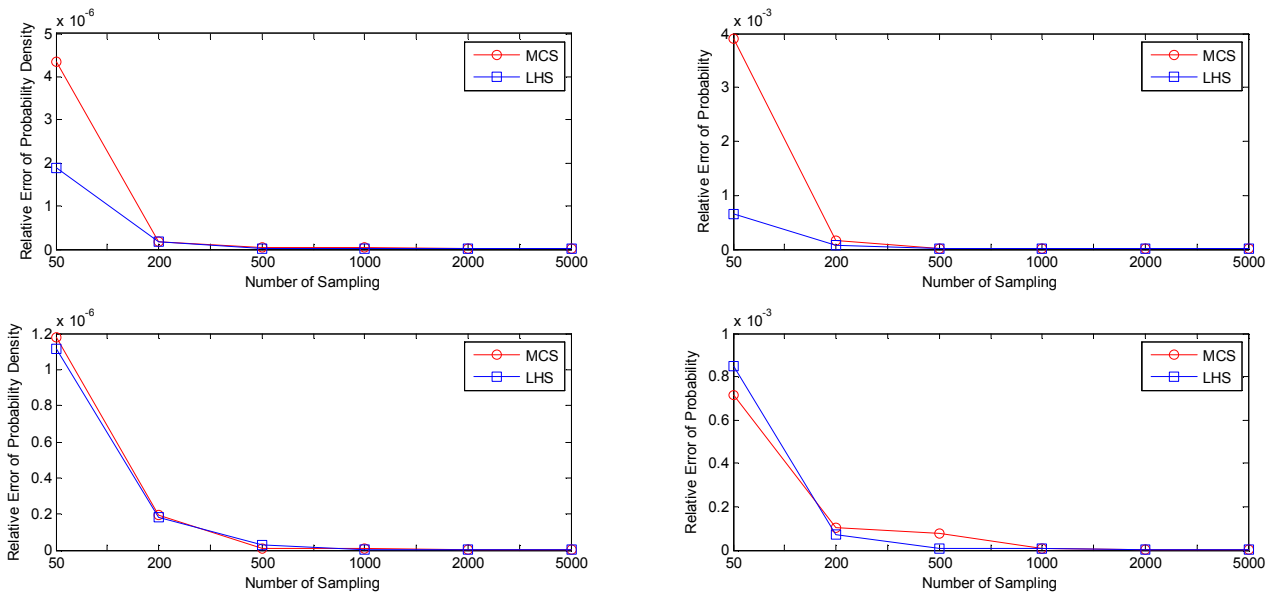 x 10^-6
5
4
3
2
1
0
50 200 500 1000 2000 5000
Number of Sampling
Relative Error of Probability Density
MCS
LHS
x 10^-3
4
3
2
1
0
50 200 500 1000 2000 5000
Number of Sampling
Relative Error of Probability
MCS
LHS
x 10^-6
1.2
1
0.8
0.6
0.4
0.2
0
50 200 500 1000 2000 5000
Number of Sampling
Relative Error of Probability Density
MCS
LHS
x 10^-3
1
0.8
0.6
0.4
0.2
0
50 200 500 1000 2000 5000
Number of Sampling
Relative Error of Probability
MCS
LHS